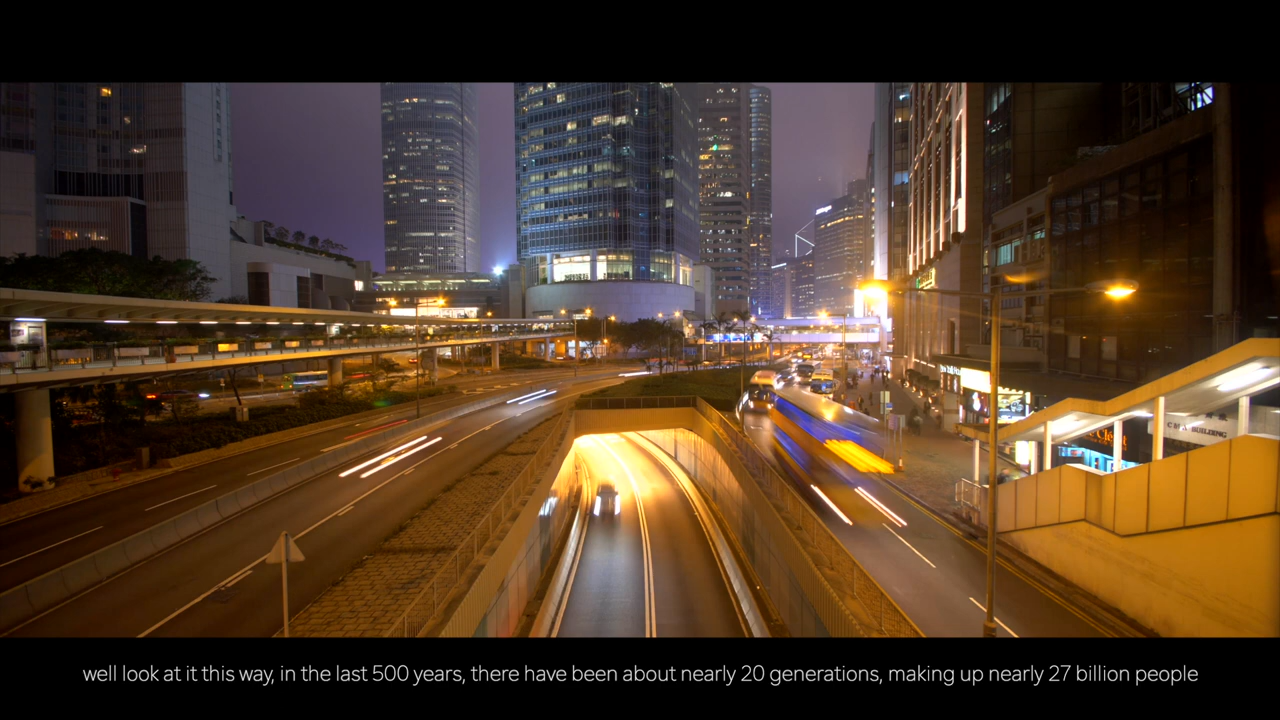 C M A BUILDING
well look at it this way, in the last 500 years, there have been about nearly 20 generations, making up nearly 27 billion people